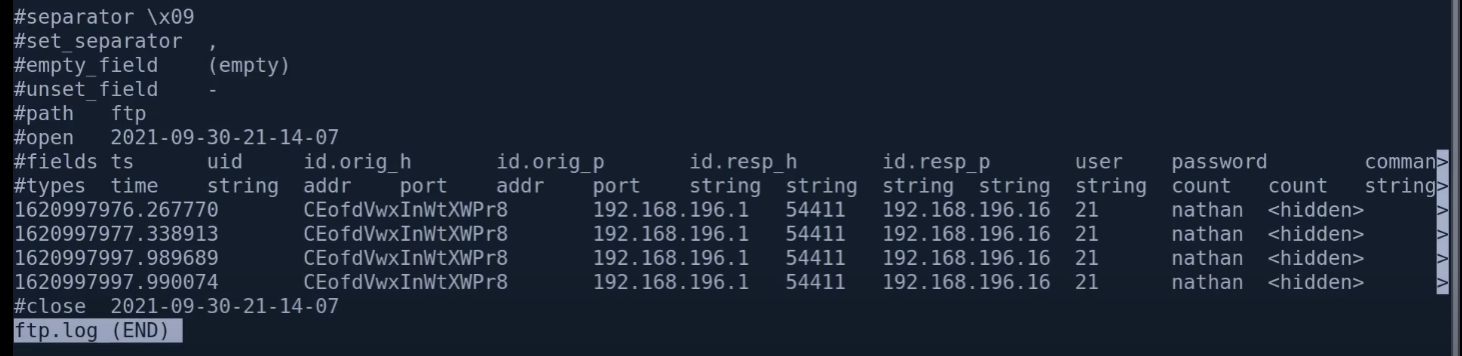 #separator \x09
#set_separator  ,
#empty_field    (empty)
#unset_field    -
#path   ftp
#open   2021-09-30-21-14-07
#fields ts      uid     id.orig_h       id.orig_p       id.resp_h       id.resp_p       user    password        comman>
#types  time    string  addr    port    addr    port    string  string  string  string  string  count   count   string>
1620997976.267770       CEofdVwxInWtXWPr8       192.168.196.1   54411   192.168.196.16  21      nathan  <hidden>      >
1620997977.338913       CEofdVwxInWtXWPr8       192.168.196.1   54411   192.168.196.16  21      nathan  <hidden>      >
1620997997.989689       CEofdVwxInWtXWPr8       192.168.196.1   54411   192.168.196.16  21      nathan  <hidden>      >
1620997997.990074       CEofdVwxInWtXWPr8       192.168.196.1   54411   192.168.196.16  21      nathan  <hidden>      >
#close  2021-09-30-21-14-07
ftp.log (END)